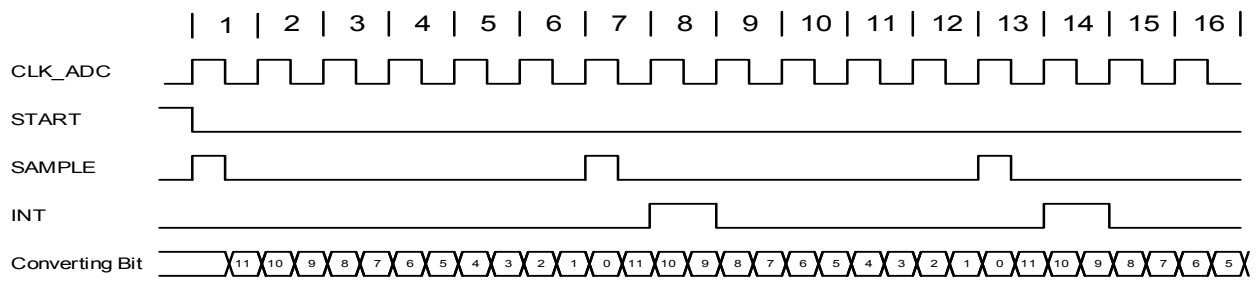 | 1 | 2 | 3 | 4 | 5 | 6 | 7 | 8 | 9 | 10 | 11 | 12 | 13 | 14 | 15 | 16 |
CLK_ADC
START
SAMPLE
INT
Converting Bit 11 10 9 8 7 6 5 4 3 2 1 0 11 10 9 8 7 6 5 4 3 2 1 0 11 10 9 8 7 6 5